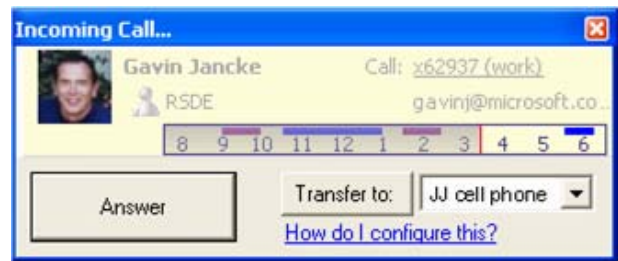 Incoming Call...
Gavin Jancke Call: x62937 (work)
RSDE gavinj@microsoft.co..
8 9 10 11 12 1 2 3 4 5 6
Answer
Transfer to: JJ cell phone
How do I configure this?